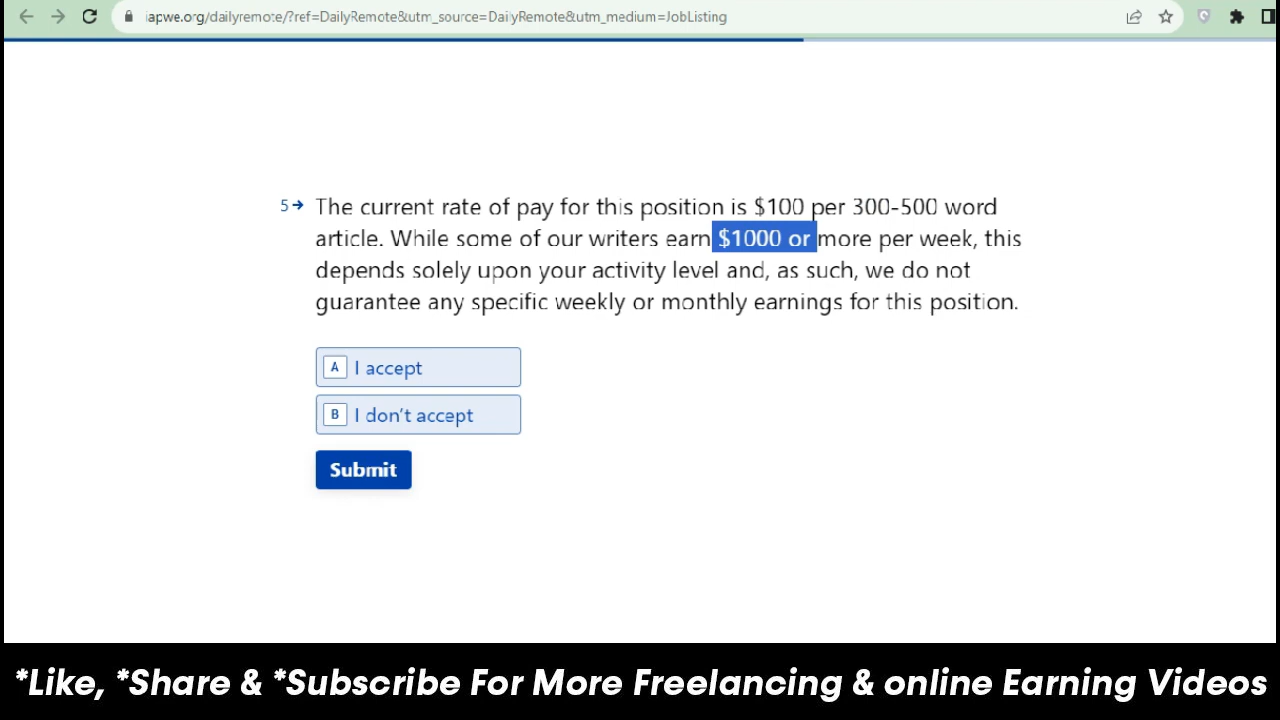 iapwe.org/dailyremote/?ref=DailyRemote&utm_source=DailyRemote&utm_medium=JobListing
5→ The current rate of pay for this position is $100 per 300-500 word
article. While some of our writers earn $1000 or more per week, this
depends solely upon your activity level and, as such, we do not
guarantee any specific weekly or monthly earnings for this position.
A I accept
B I don't accept
Submit
*Like, *Share & *Subscribe For More Freelancing & online Earning Videos